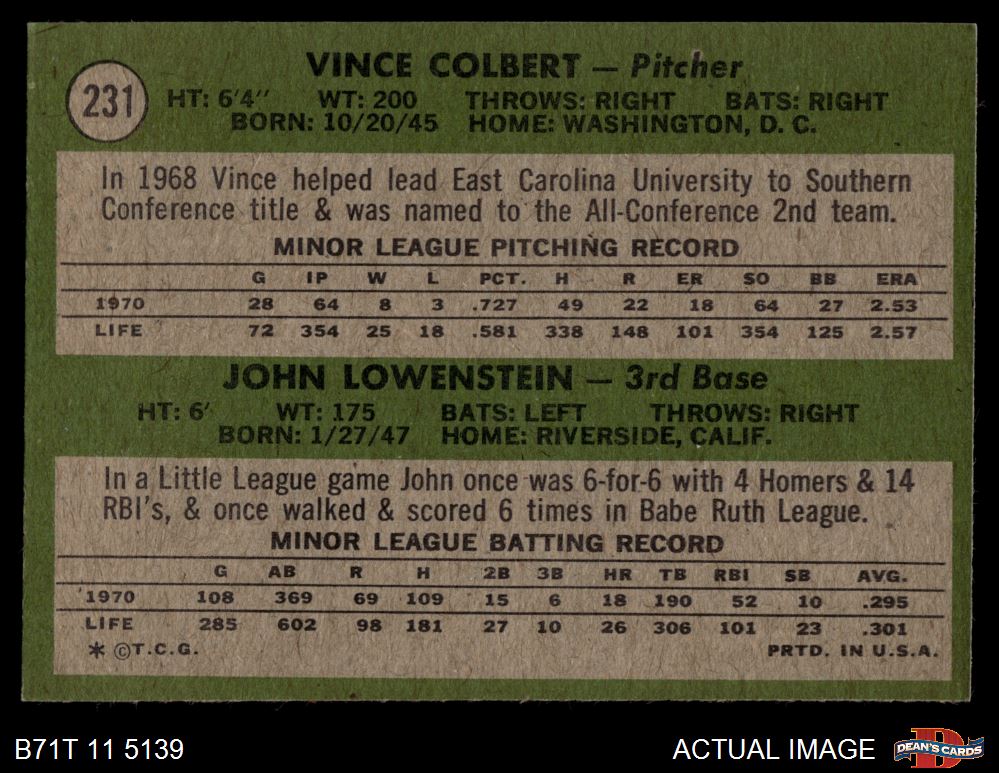 VINCE COLBERT — Pitcher
231
HT: 6'4" WT: 200 THROWS: RIGHT BATS: RIGHT
BORN: 10/20/45 HOME: WASHINGTON, D. C.
In 1968 Vince helped lead East Carolina University to Southern
Conference title & was named to the All-Conference 2nd team.
MINOR LEAGUE PITCHING RECORD
G IP W L PCT. H R ER SO BB ERA
1970 28 64 8 3 .727 49 22 18 64 27 2.53
LIFE 72 354 25 18 .581 338 148 101 354 125 2.57
JOHN LOWENSTEIN — 3rd Base
HT: 6' WT: 175 BATS: LEFT THROWS: RIGHT
BORN: 1/27/47 HOME: RIVERSIDE, CALIF.
In a Little League game John once was 6-for-6 with 4 Homers & 14
RBI's, & once walked & scored 6 times in Babe Ruth League.
MINOR LEAGUE BATTING RECORD
G AB R H 2B 3B HR TB RBI SB AVG.
1970 108 369 69 109 15 6 18 190 52 10 .295
LIFE 285 602 98 181 27 10 26 306 101 23 .301
* ©T.C.G. PRTD. IN U.S.A.
B71T 11 5139 ACTUAL IMAGE DEAN'S CARDS